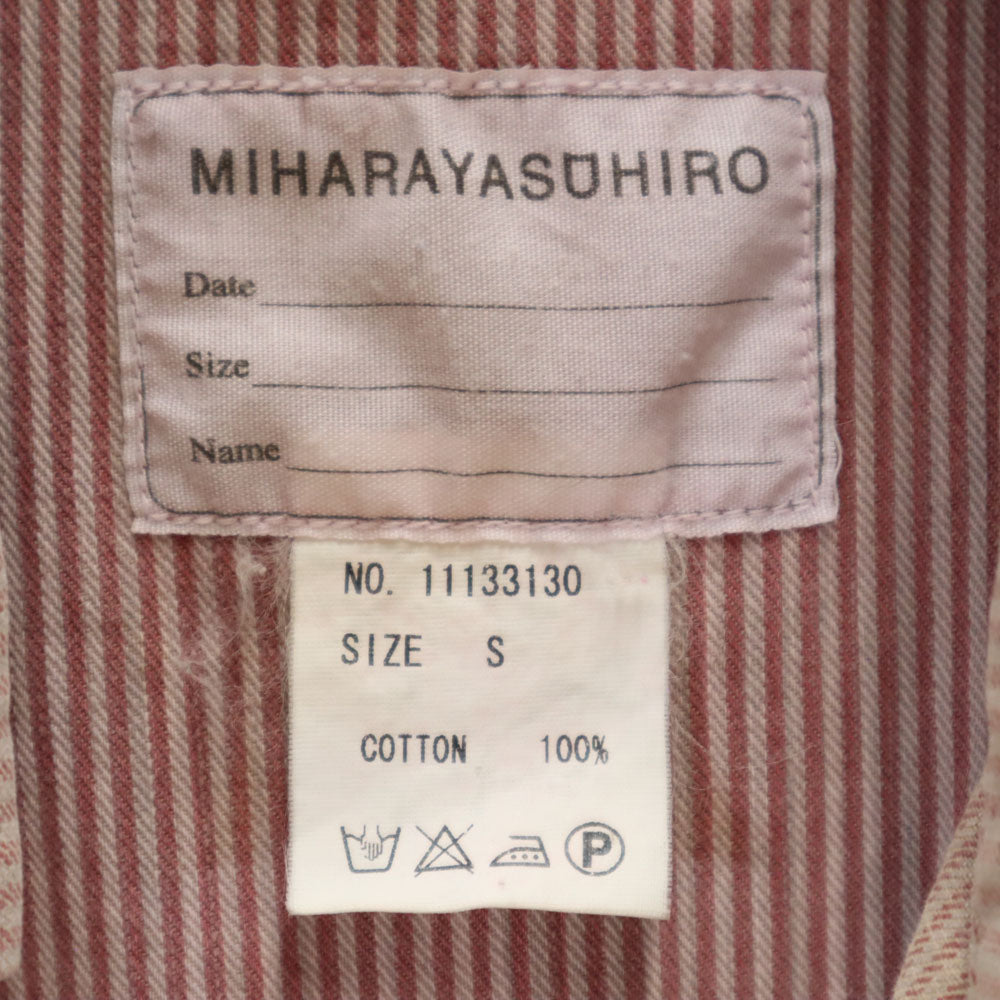 MIHARAYASUHIRO
Date
Size
Name
NO. 11133130
SIZE S
COTTON 100%
P